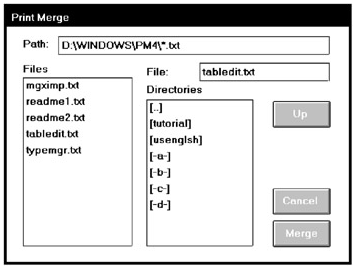 Print Merge
Path: D:\WINDOWS\PM4\*.txt
Files
File: tabledit.txt
mgximp.txt
readme1.txt
readme2.txt
tabledit.txt
typemgr.txt
Directories
[..]
[tutorial]
[usenglsh]
[-a-]
[-b-]
[-c-]
[-d-]
Up
Cancel
Merge